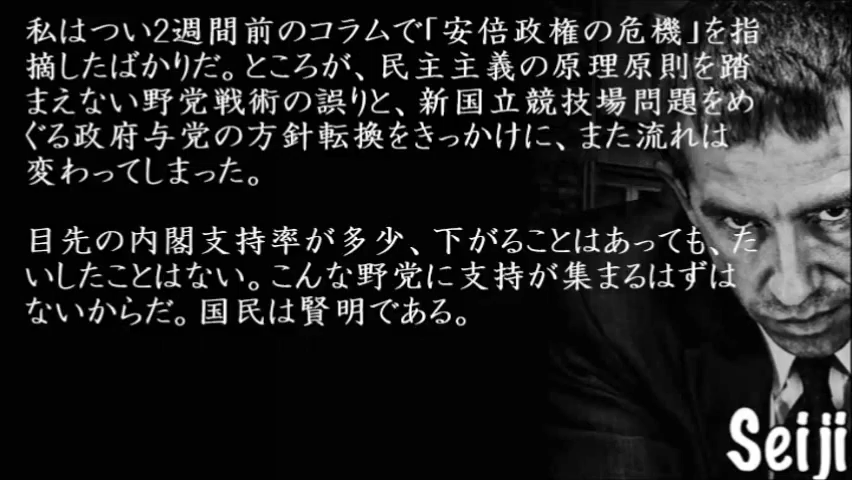 私はつい2週間前のコラムで｢安倍政権の危機｣を指
摘したばかりだ。ところが、民主主義の原理原則を踏
まえない野党戦術の誤りと、新国立競技場問題をめ
ぐる政府与党の方針転換をきっかけに、また流れは
変わってしまった。
目先の内閣支持率が多少、下がることはあっても、た
いしたことはない。こんな野党に支持が集まるはずは
ないからだ。国民は賢明である。
Seiji